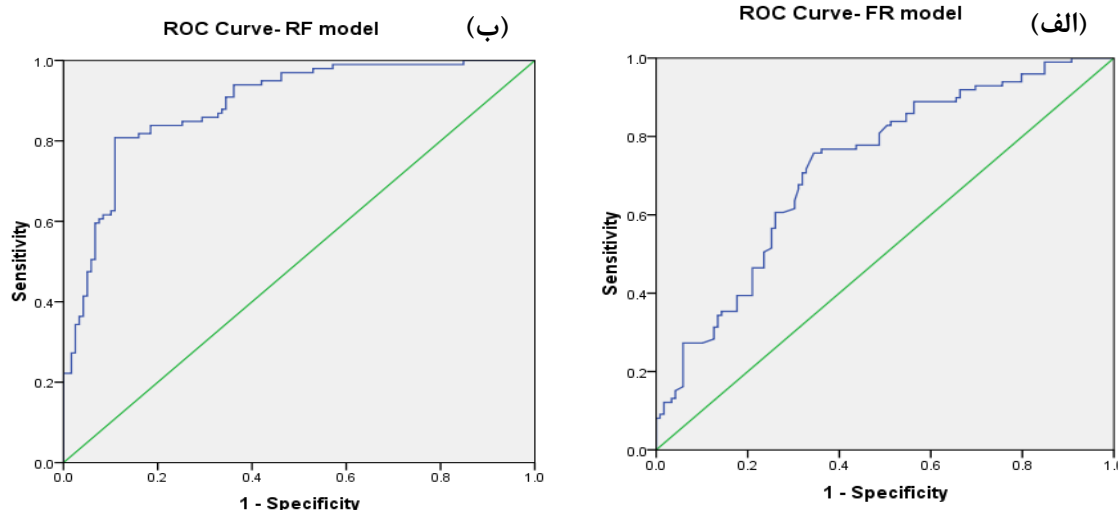 ROC Curve- RF model
(ب)
1.0
0.8
0.6
0.4
0.2
0.0
Sensitivity
0.0 0.2 0.4 0.6 0.8 1.0
1 - Specificity
ROC Curve- FR model
(الف)
1.0
0.8
0.6
0.4
0.2
0.0
Sensitivity
0.0 0.2 0.4 0.6 0.8 1.0
1 - Specificity